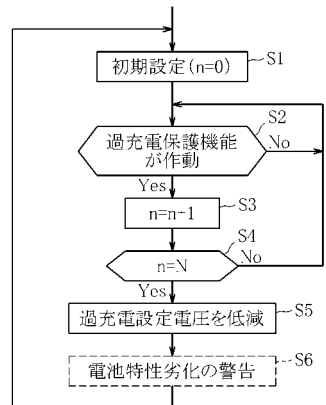 初期設定(n=0)
S1
過充電保護機能
が作動
S2
No
Yes
n=n+1
S3
n=N
S4
No
Yes
過充電設定電圧を低減
S5
電池特性劣化の警告
S6